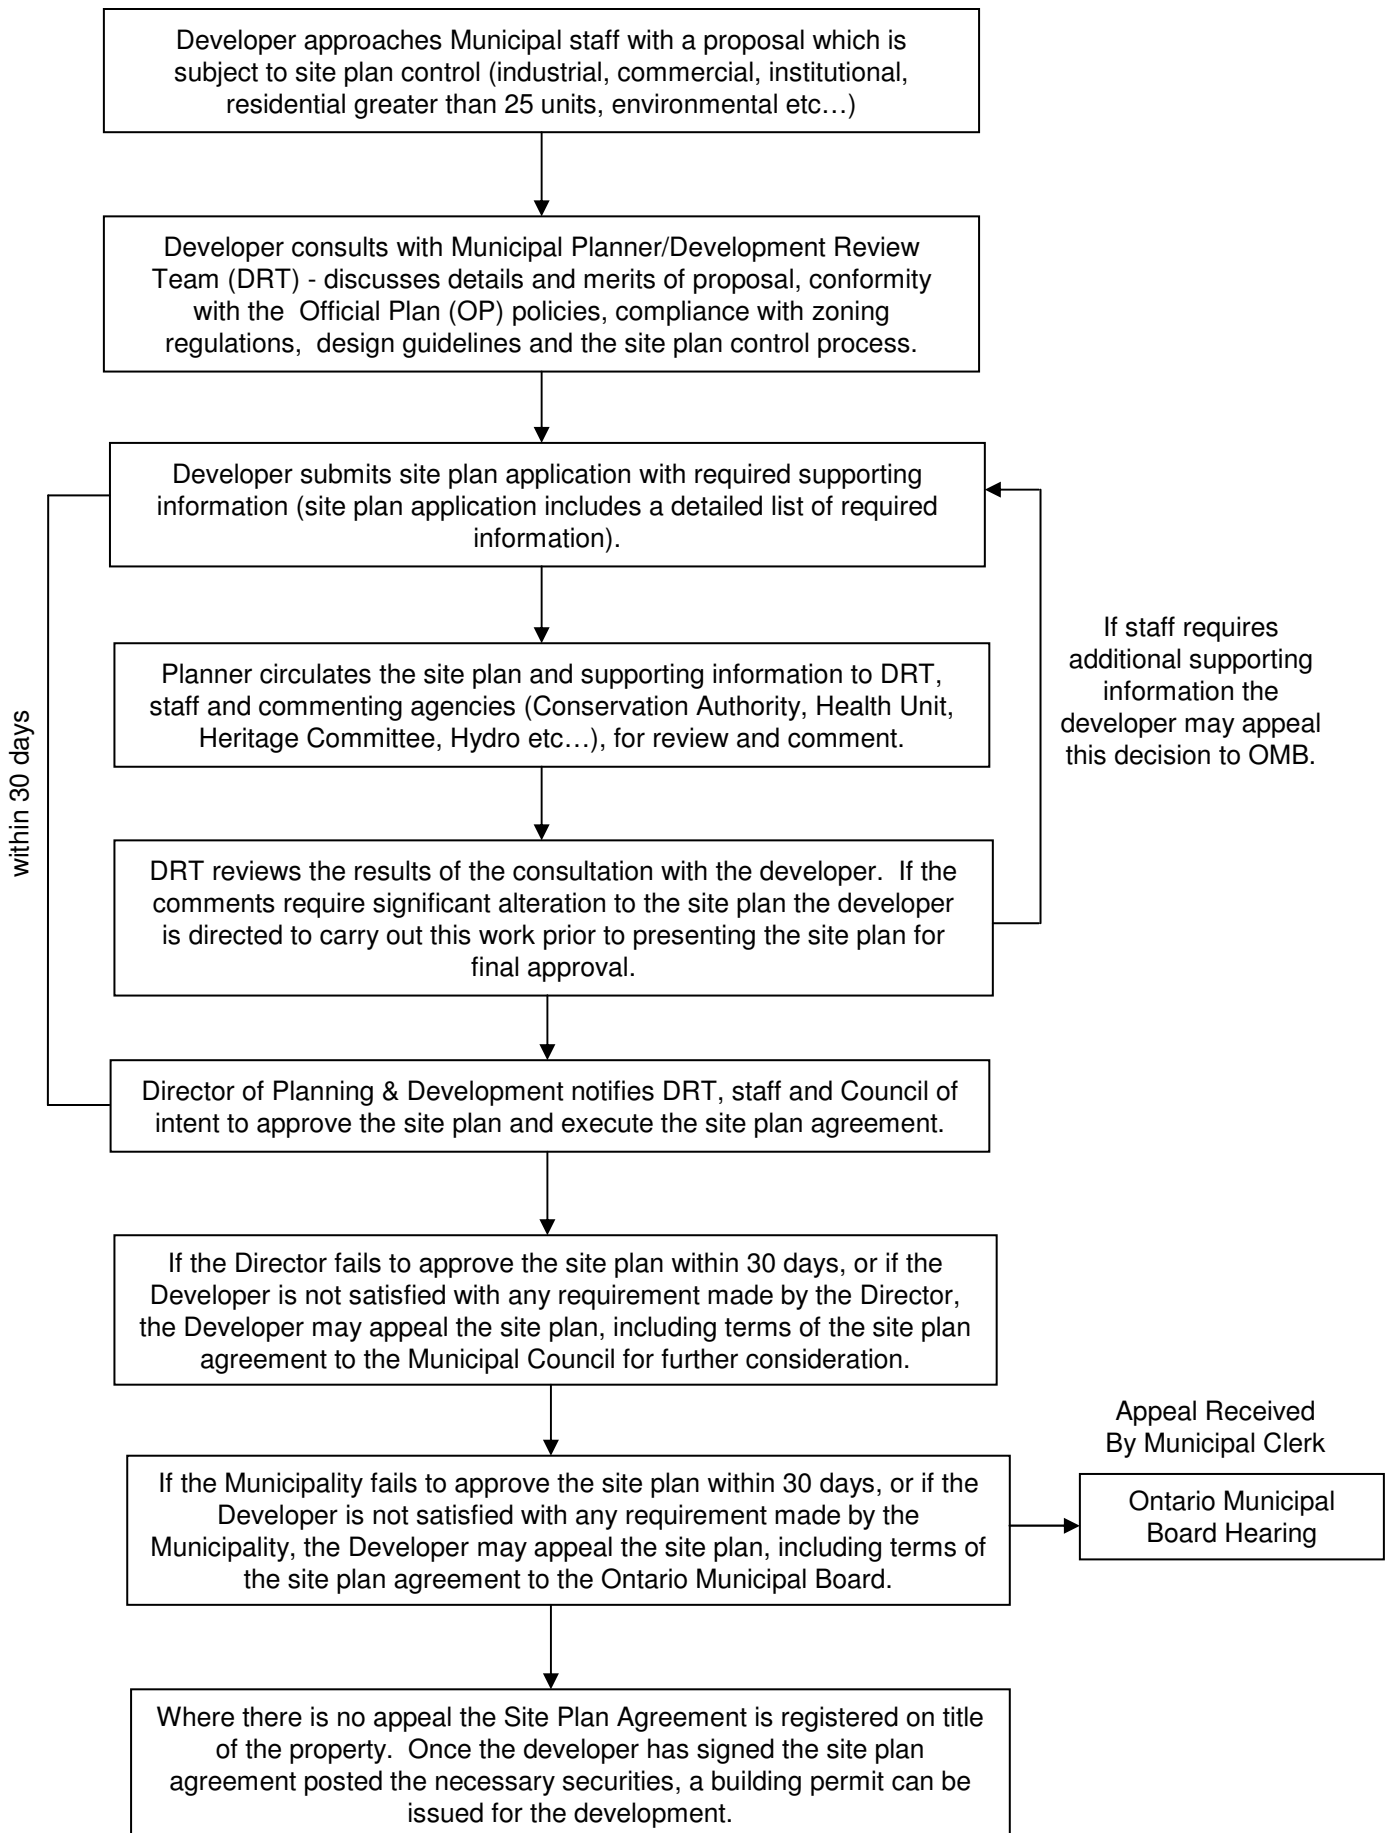 Developer approaches Municipal staff with a proposal which is
subject to site plan control (industrial, commercial, institutional,
residential greater than 25 units, environmental etc…)
Developer consults with Municipal Planner/Development Review
Team (DRT) - discusses details and merits of proposal, conformity
with the Official Plan (OP) policies, compliance with zoning
regulations, design guidelines and the site plan control process.
Developer submits site plan application with required supporting
information (site plan application includes a detailed list of required
information).
Planner circulates the site plan and supporting information to DRT,
staff and commenting agencies (Conservation Authority, Health Unit,
Heritage Committee, Hydro etc…), for review and comment.
If staff requires
additional supporting
information the
developer may appeal
this decision to OMB.
within 30 days
DRT reviews the results of the consultation with the developer. If the
comments require significant alteration to the site plan the developer
is directed to carry out this work prior to presenting the site plan for
final approval.
Director of Planning & Development notifies DRT, staff and Council of
intent to approve the site plan and execute the site plan agreement.
If the Director fails to approve the site plan within 30 days, or if the
Developer is not satisfied with any requirement made by the Director,
the Developer may appeal the site plan, including terms of the site plan
agreement to the Municipal Council for further consideration.
If the Municipality fails to approve the site plan within 30 days, or if the
Developer is not satisfied with any requirement made by the
Municipality, the Developer may appeal the site plan, including terms of
the site plan agreement to the Ontario Municipal Board.
Appeal Received
By Municipal Clerk
Ontario Municipal
Board Hearing
Where there is no appeal the Site Plan Agreement is registered on title
of the property. Once the developer has signed the site plan
agreement posted the necessary securities, a building permit can be
issued for the development.